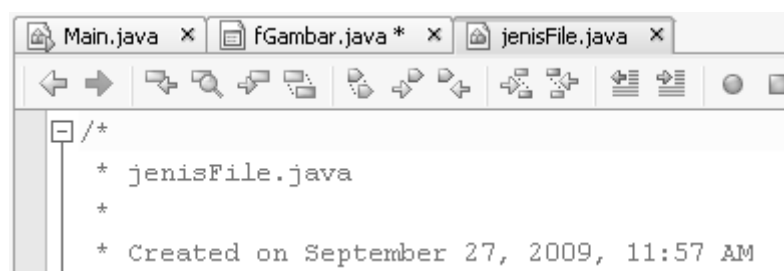 Main.java × fGambar.java * × jenisFile.java ×
/*
* jenisFile.java
*
* Created on September 27, 2009, 11:57 AM